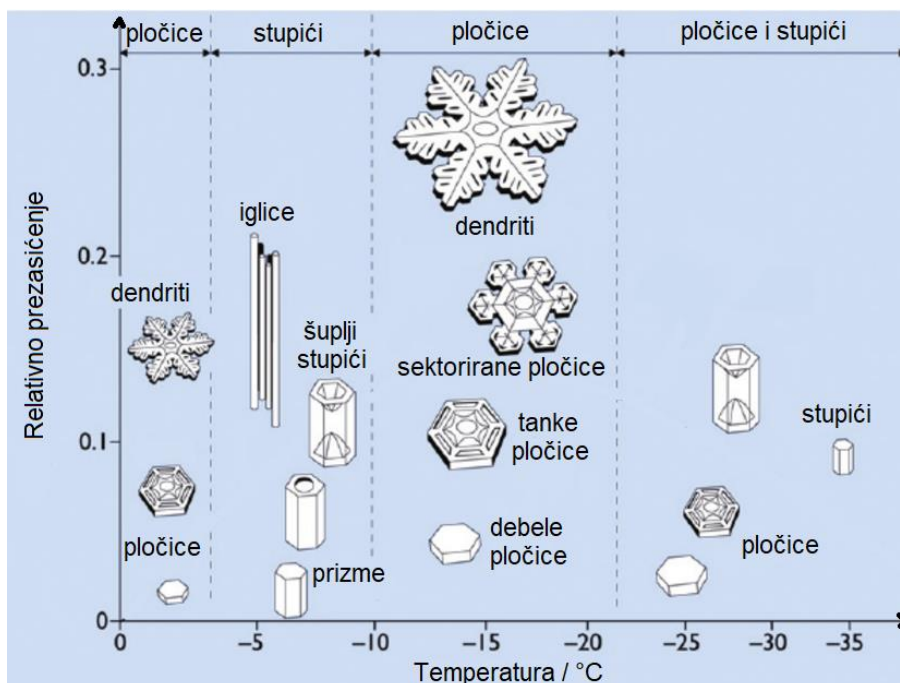 pločice
stupići
pločice
pločice i stupići
Relativno prezasićenje
0.3
0.2
0.1
0
dendriti
iglice
šuplji
stupići
dendriti
sektorirane pločice
tanke
pločice
debele
pločice
stupići
pločice
pločice
prizme
0
–5
–10
–15
–20
–25
–30
–35
Temperatura / °C